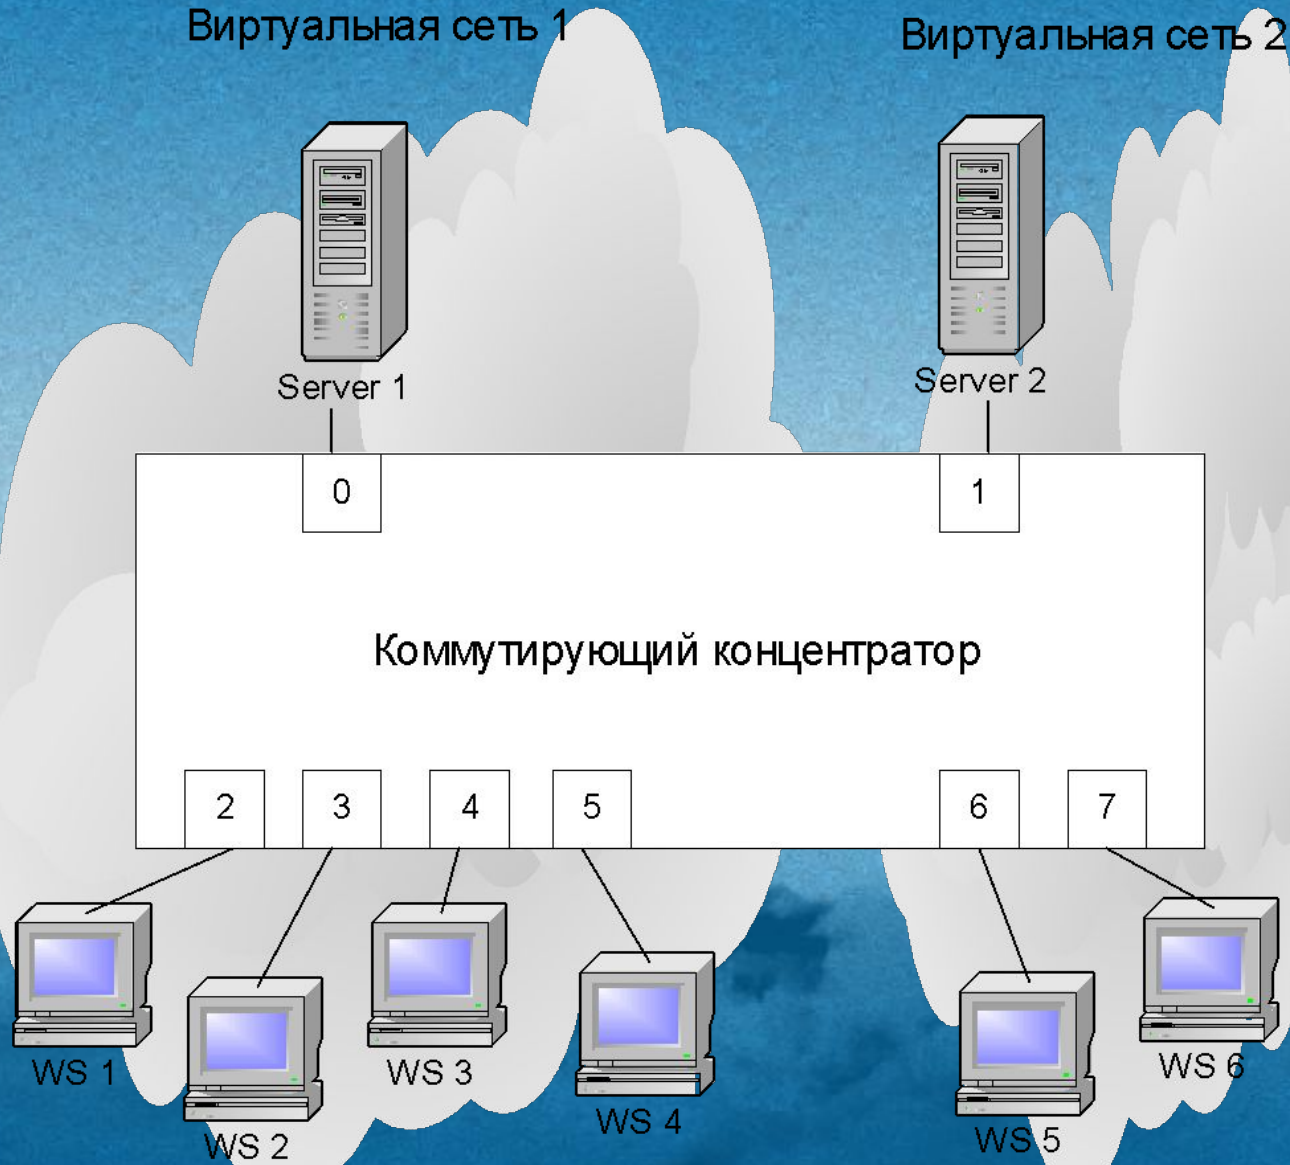 Виртуальная сеть 1
Виртуальная сеть 2
Server 1
Server 2
0
1
Коммутирующий концентратор
2
3
4
5
6
7
WS 1
WS 2
WS 3
WS 4
WS 5
WS 6